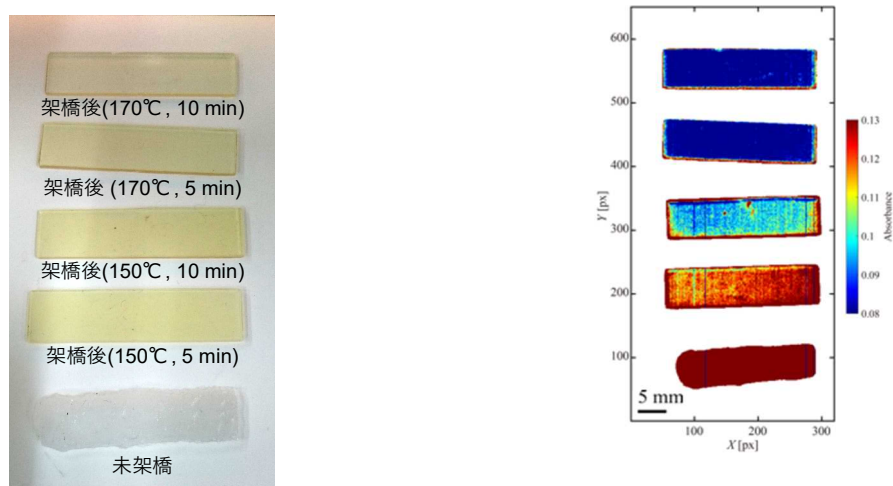 架橋後(170℃, 10 min)
架橋後 (170℃, 5 min)
架橋後(150℃, 10 min)
架橋後(150℃, 5 min)
未架橋
600
500
400
300
200
100
Y [px]
5 mm
100
200
300
X [px]
0.13
0.12
0.11
0.1
0.09
0.08
Absorbance